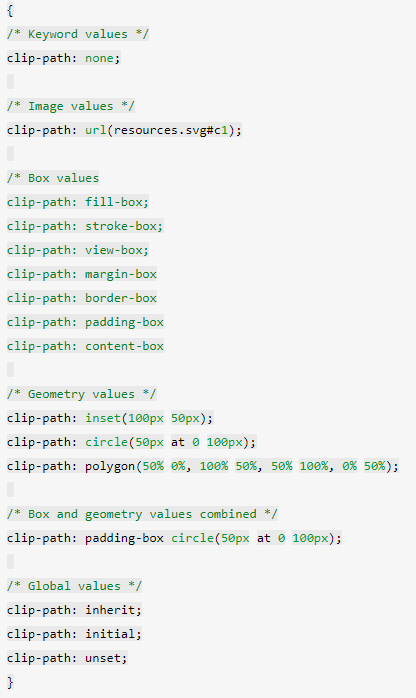 {
/* Keyword values */
clip-path: none;
/* Image values */
clip-path: url(resources.svg#c1);
/* Box values
clip-path: fill-box;
clip-path: stroke-box;
clip-path: view-box;
clip-path: margin-box
clip-path: border-box
clip-path: padding-box
clip-path: content-box
/* Geometry values */
clip-path: inset(100px 50px);
clip-path: circle(50px at 0 100px);
clip-path: polygon(50% 0%, 100% 50%, 50% 100%, 0% 50%);
/* Box and geometry values combined */
clip-path: padding-box circle(50px at 0 100px);
/* Global values */
clip-path: inherit;
clip-path: initial;
clip-path: unset;
}